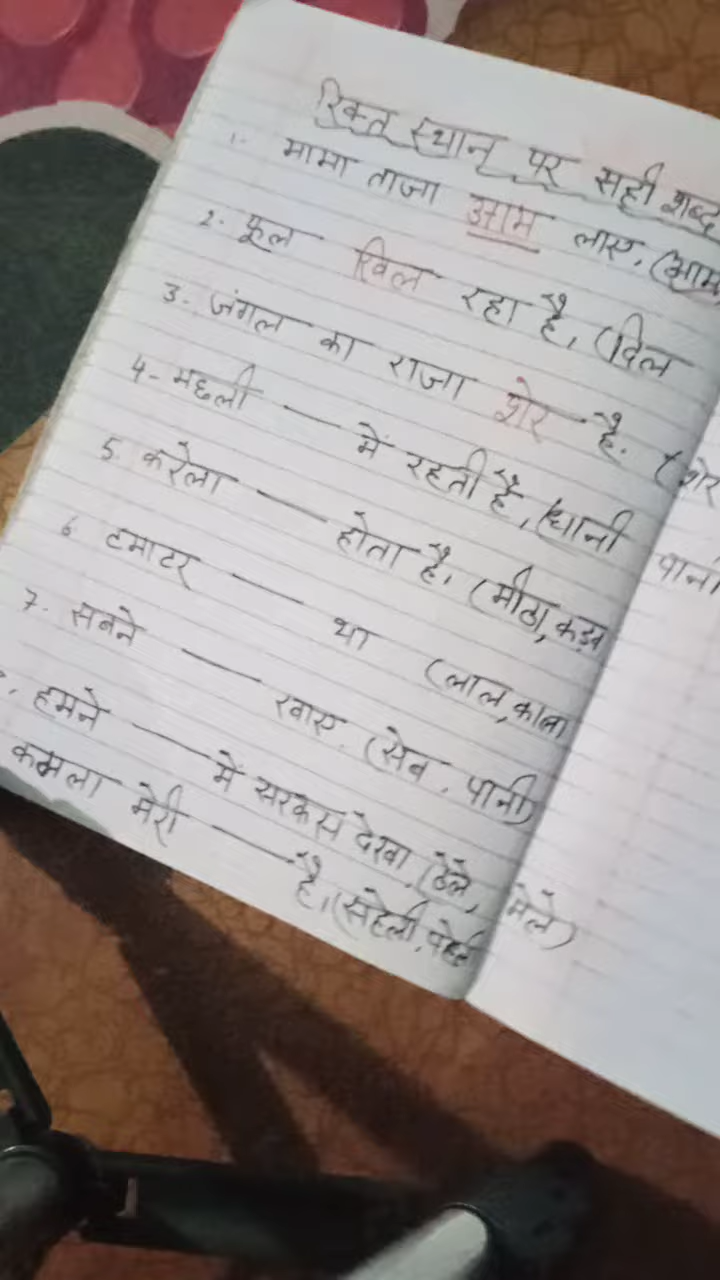 रिक्त स्थान पर सही शब्द
1. मामा ताजा आम लाए. (आम
2. फूल खिल रहा है, (दिल
3. जंगल का राजा शेर है. (शेर
4- मछली — में रहती है, (धानी पानी
5. करेला — होता है, (मीठा, कड़व
6 टमाटर — था (लाल, काला
7. सबने — खाए. (सेब, पानी)
हमने — में सरकस देखा. (ठेले, मेले)
कमला मेरी — है, (सहेली, पहेली